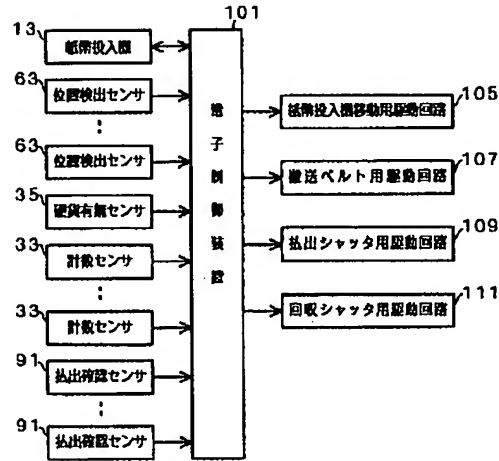 101
13
紙幣投入機
63
位置検出センサ
63
位置検出センサ
35
硬貨有無センサ
33
計数センサ
33
計数センサ
91
払出確認センサ
91
払出確認センサ
電子制御装置
紙幣投入機移動用駆動回路
105
搬送ベルト用駆動回路
107
払出シャッタ用駆動回路
109
回収シャッタ用駆動回路
111